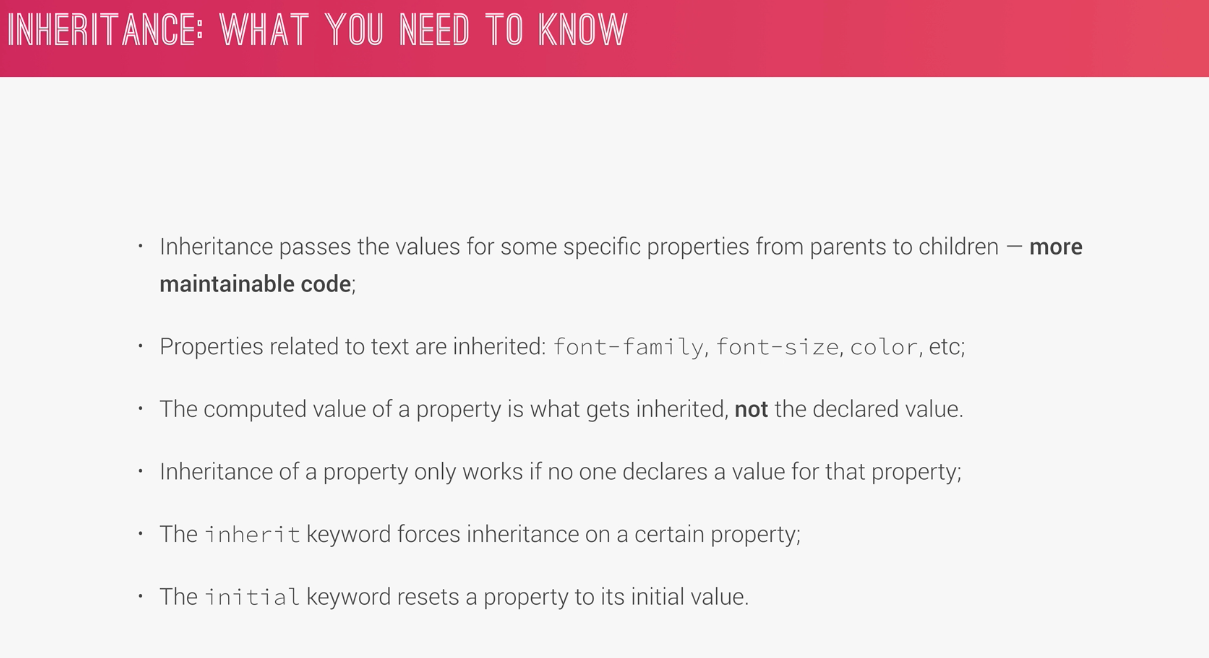 INHERITANCE: WHAT YOU NEED TO KNOW
• Inheritance passes the values for some specific properties from parents to children — more
maintainable code;
• Properties related to text are inherited: font-family, font-size, color, etc;
• The computed value of a property is what gets inherited, not the declared value.
• Inheritance of a property only works if no one declares a value for that property;
• The inherit keyword forces inheritance on a certain property;
• The initial keyword resets a property to its initial value.